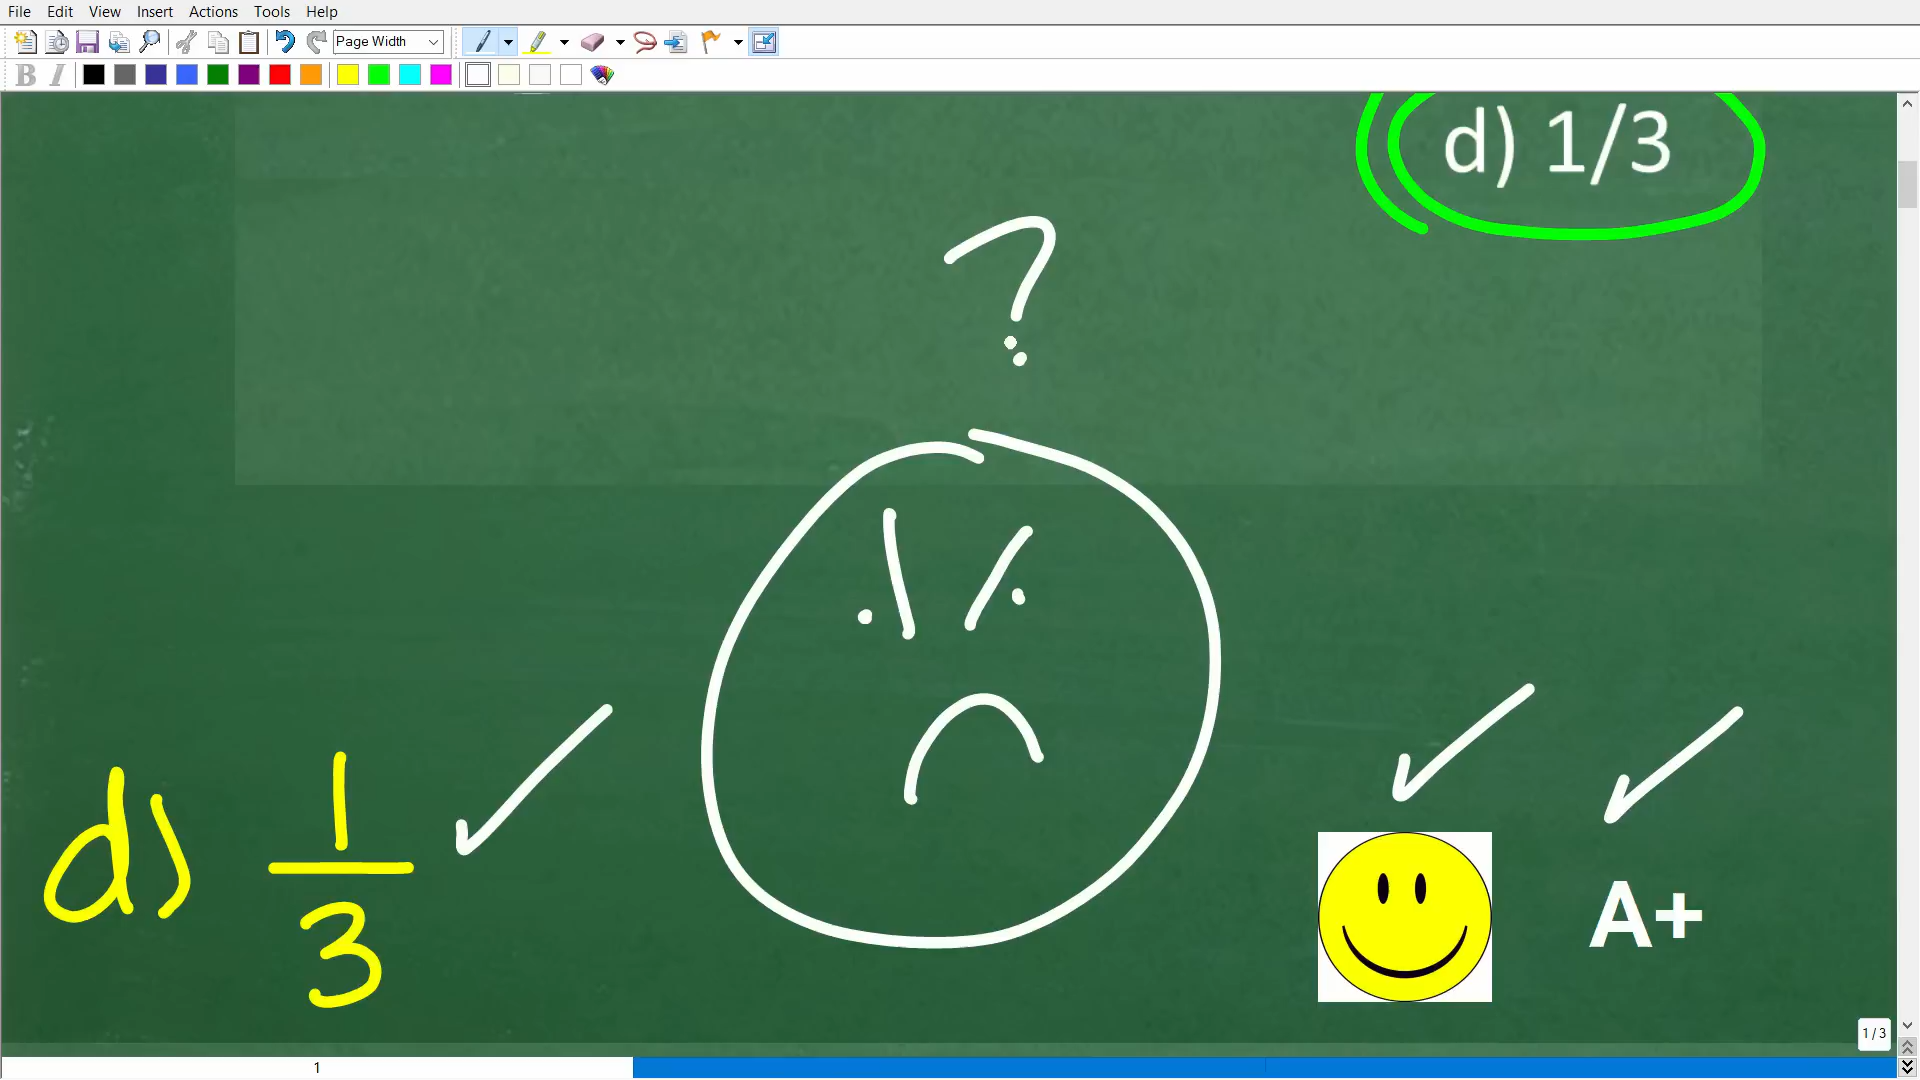 File Edit View Insert Actions Tools Help
Page Width
B I
d) 1/3
?
d) 1/3
A+
1 / 3
1